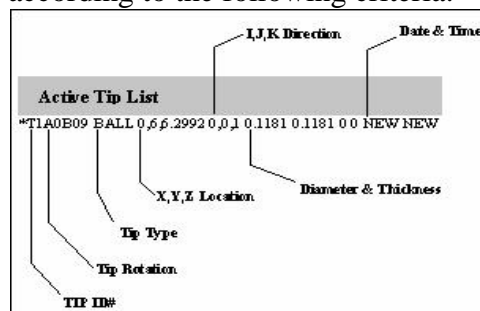 according to the following criteria:
I,J,K Direction
Date & Time
Active Tip List
*T1A0B09 BALL 0,6,6.2992 0,0,1 0.1181 0.1181 0 0 NEW NEW
X,Y,Z Location
Diameter & Thickness
Tip Type
Tip Rotation
TIP ID#